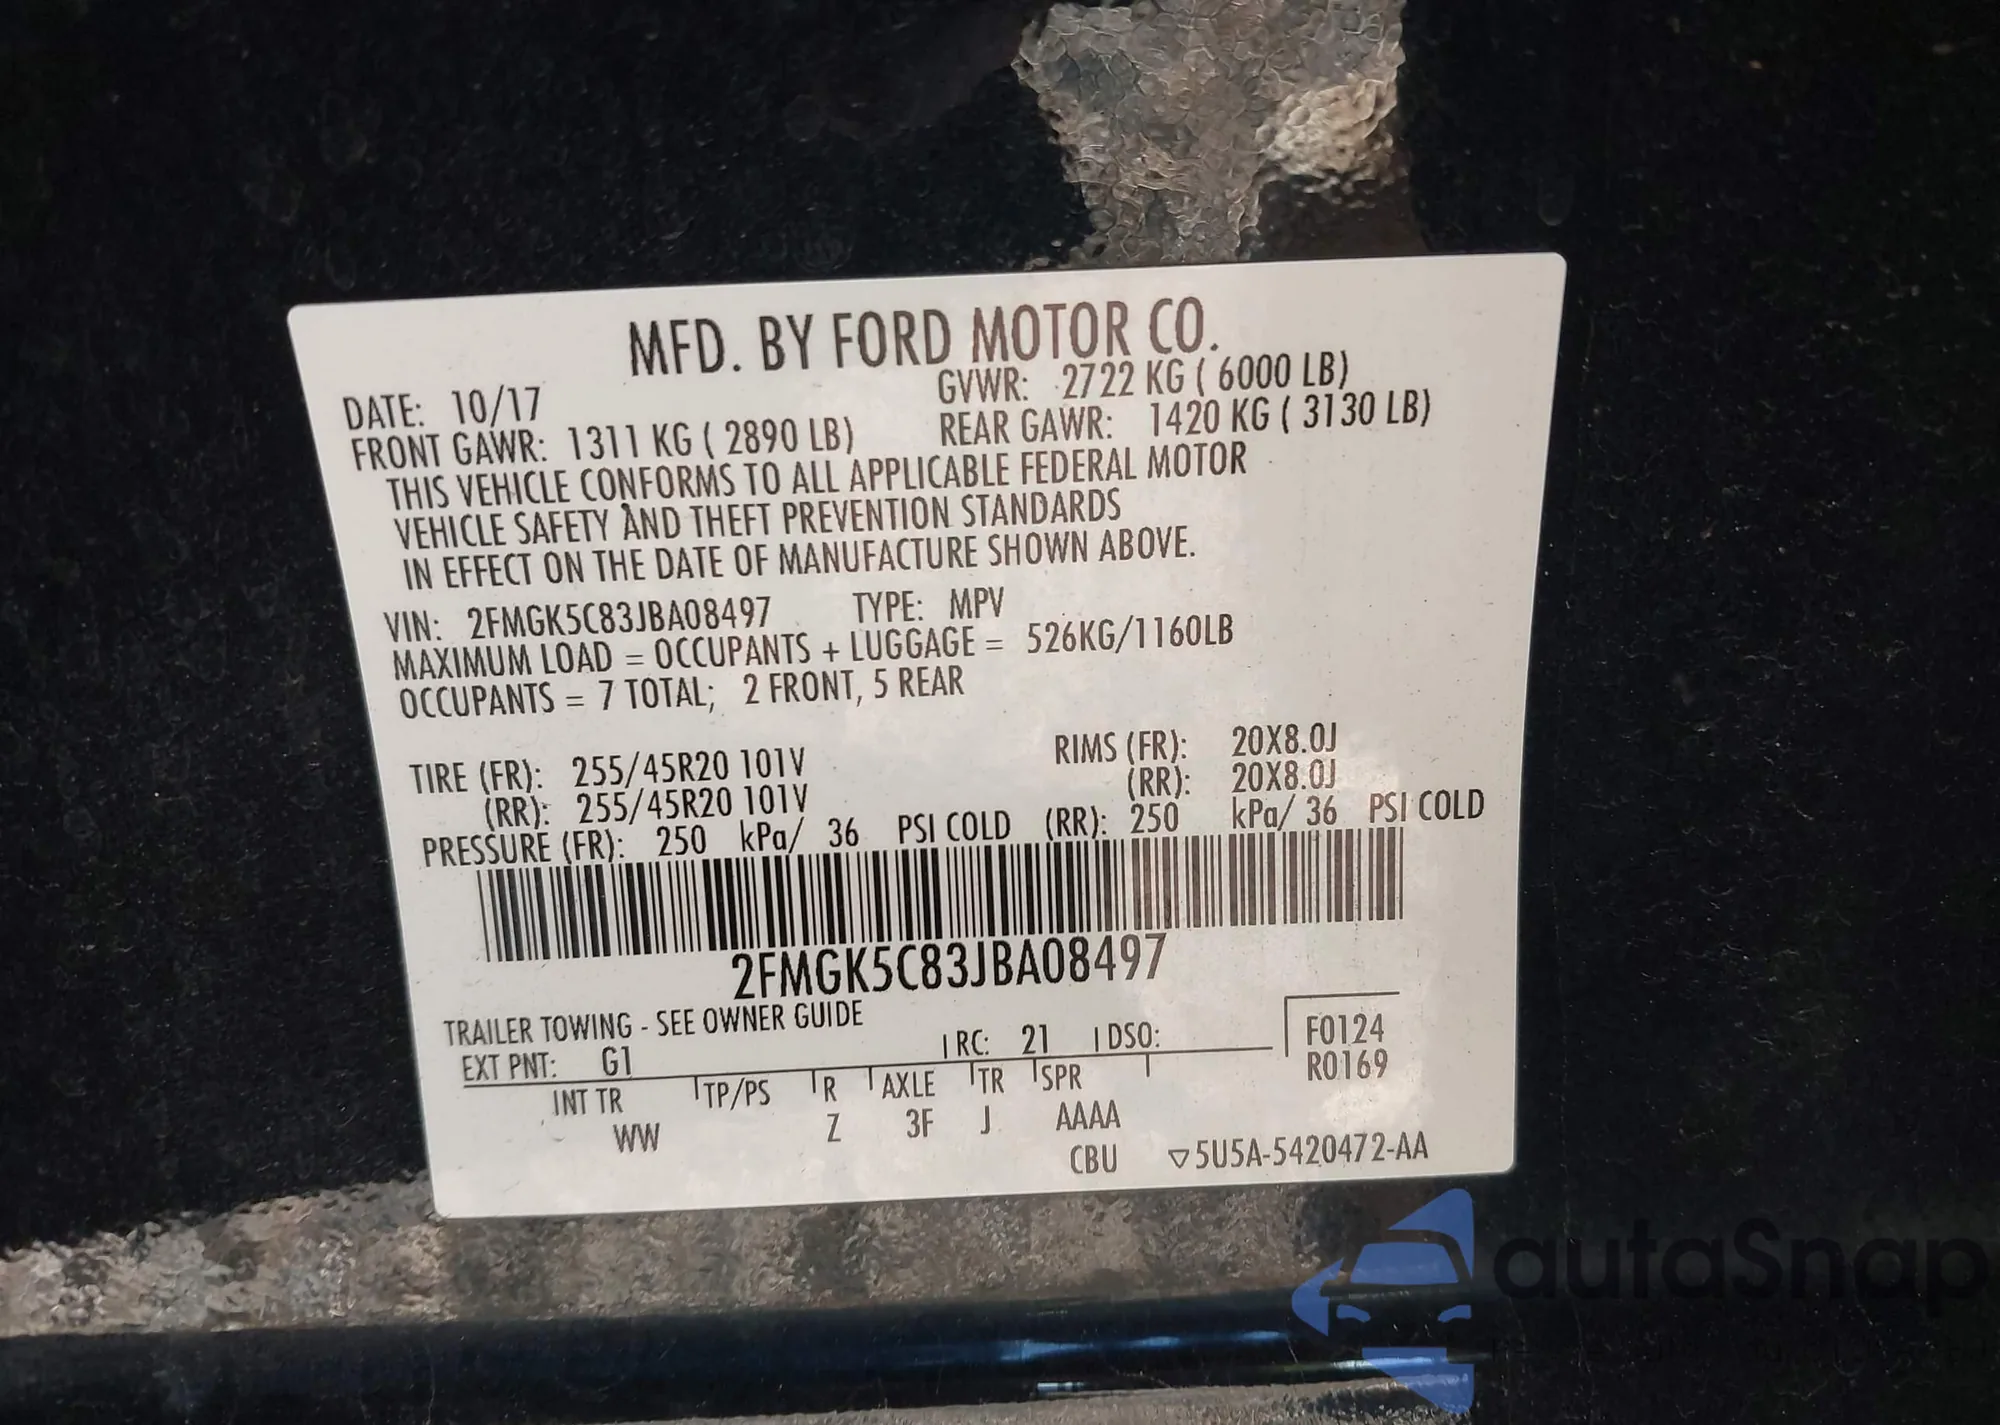 MFD. BY FORD MOTOR CO.
DATE: 10/17 GVWR: 2722 KG ( 6000 LB)
FRONT GAWR: 1311 KG ( 2890 LB) REAR GAWR: 1420 KG ( 3130 LB)
THIS VEHICLE CONFORMS TO ALL APPLICABLE FEDERAL MOTOR
VEHICLE SAFETY AND THEFT PREVENTION STANDARDS
IN EFFECT ON THE DATE OF MANUFACTURE SHOWN ABOVE.
VIN: 2FMGK5C83JBA08497 TYPE: MPV
MAXIMUM LOAD = OCCUPANTS + LUGGAGE = 526KG/1160LB
OCCUPANTS = 7 TOTAL; 2 FRONT, 5 REAR
TIRE (FR): 255/45R20 101V RIMS (FR): 20X8.0J
(RR): 255/45R20 101V (RR): 20X8.0J
PRESSURE (FR): 250 kPa/ 36 PSI COLD (RR): 250 kPa/ 36 PSI COLD
2FMGK5C83JBA08497
TRAILER TOWING - SEE OWNER GUIDE
EXT PNT: G1 RC: 21 DSO: F0124
R0169
INT TR TP/PS R AXLE TR SPR
WW Z 3F J AAAA
CBU ▽5U5A-5420472-AA
autaSnap